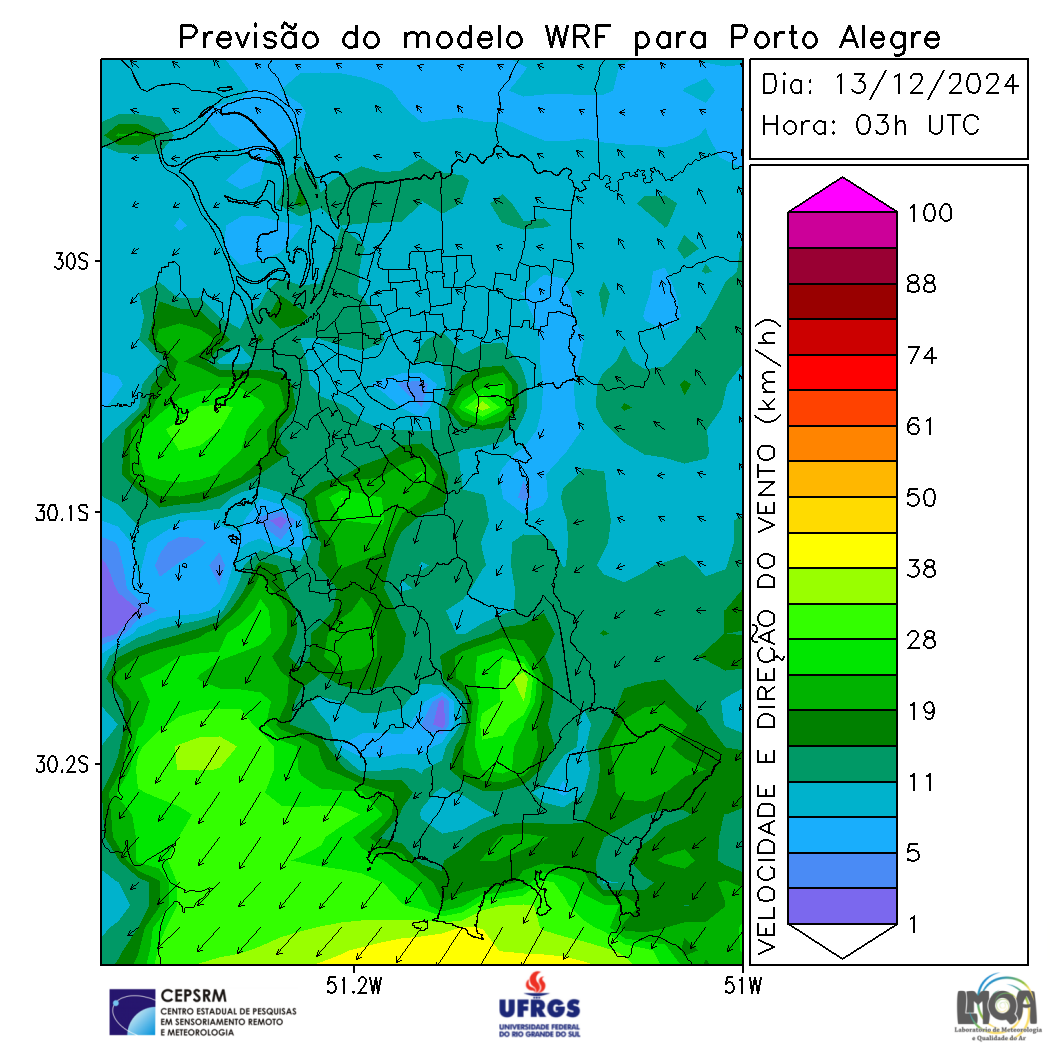 Previsão do modelo WRF para Porto Alegre
Dia: 13/12/2024
Hora: 03h UTC
30S
30.1S
30.2S
51.2W
51W
VELOCIDADE E DIREÇÃO DO VENTO (km/h)
100
88
74
61
50
38
28
19
11
5
1
CEPSRM
CENTRO ESTADUAL DE PESQUISAS
EM SENSORIAMENTO REMOTO
E METEOROLOGIA
UFRGS
UNIVERSIDADE FEDERAL
DO RIO GRANDE DO SUL
LMQA
Laboratório de Meteorologia
e Qualidade do Ar